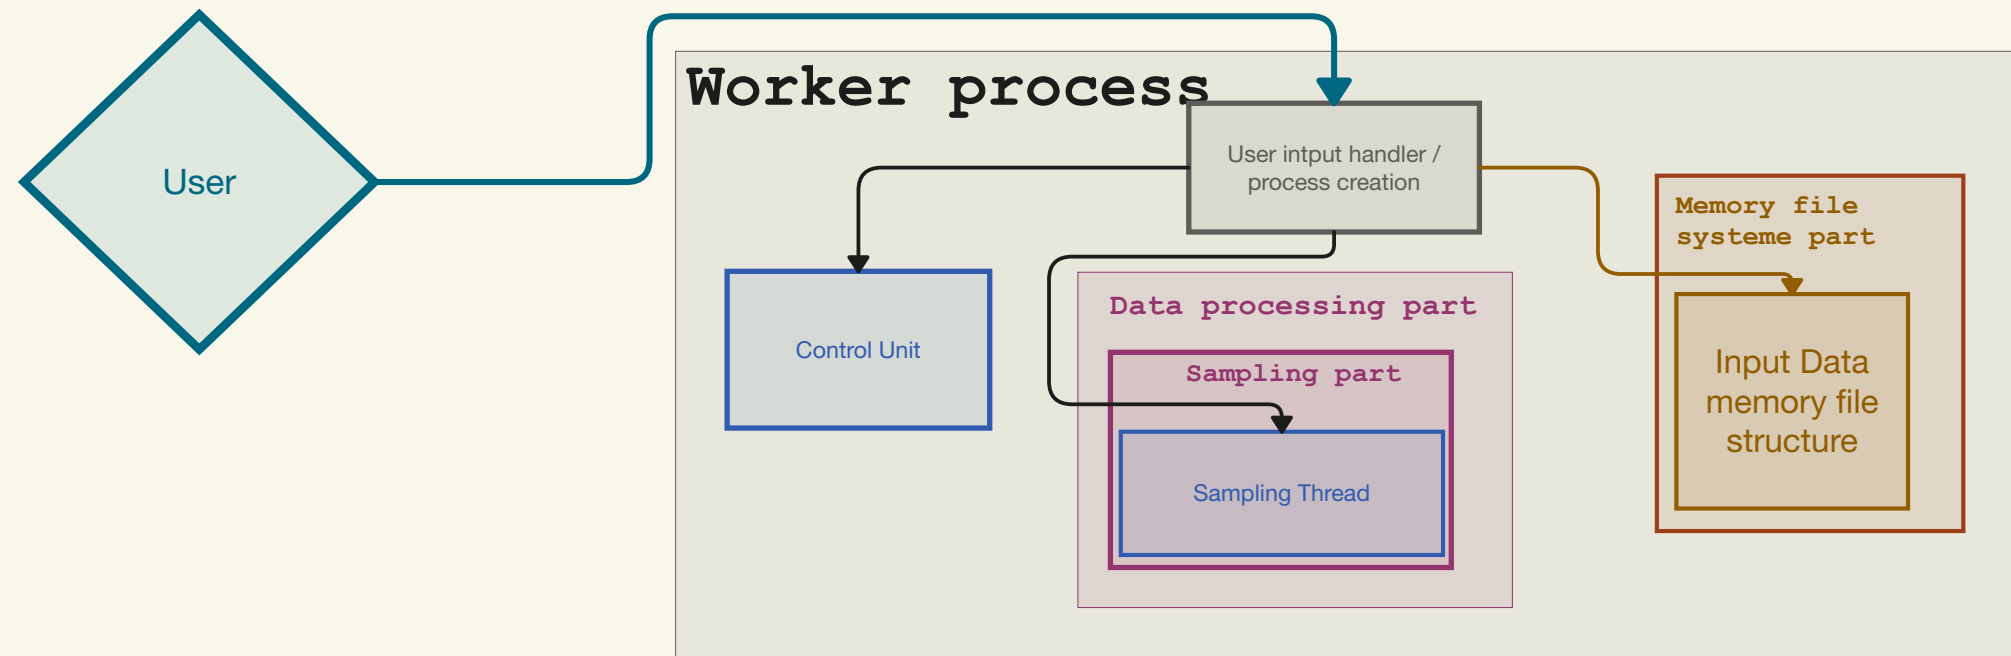 Worker process
User
User intput handler /
process creation
Control Unit
Data processing part
Sampling part
Sampling Thread
Memory file
systeme part
Input Data
memory file
structure